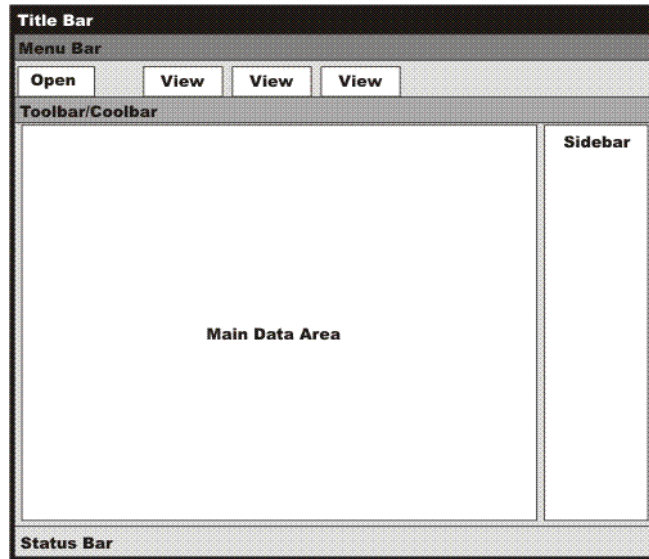 Title Bar
Menu Bar
Open View View View
Toolbar/Coolbar
Sidebar
Main Data Area
Status Bar